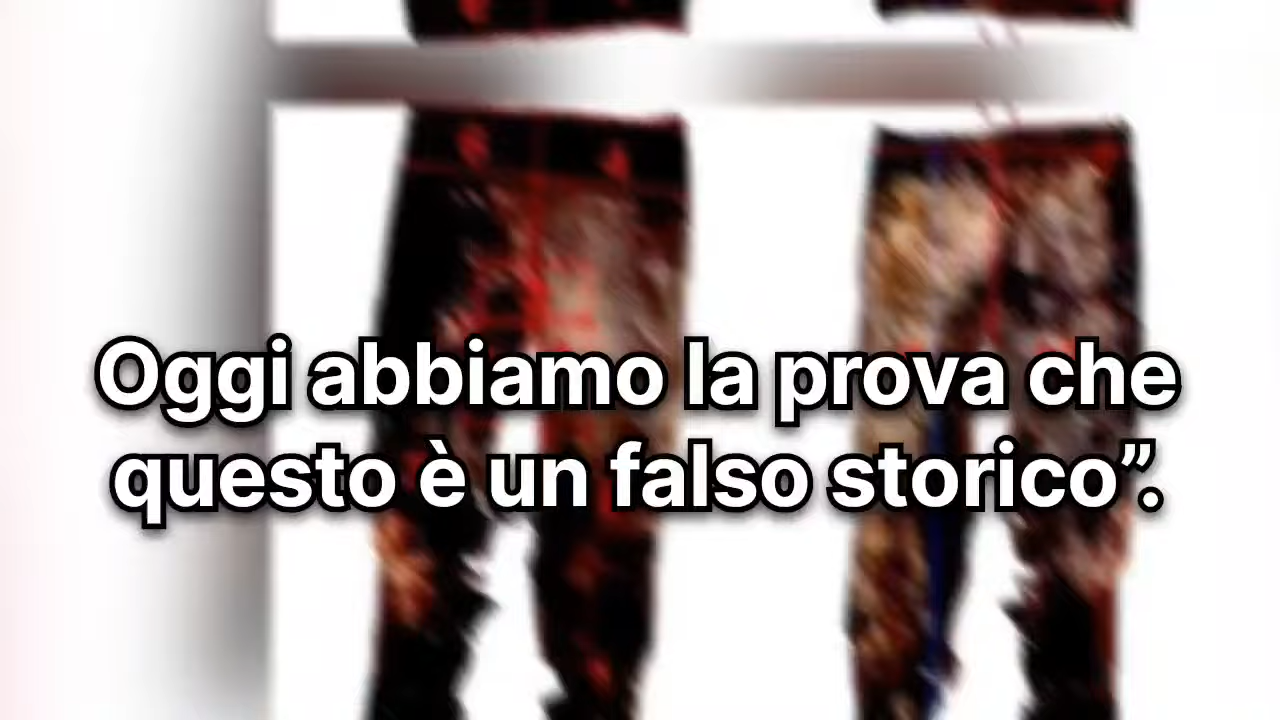 Oggi abbiamo la prova che
questo è un falso storico”.